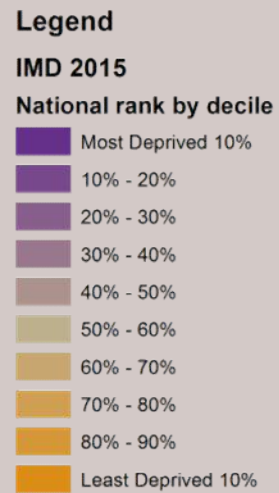 Legend
IMD 2015
National rank by decile
Most Deprived 10%
10% - 20%
20% - 30%
30% - 40%
40% - 50%
50% - 60%
60% - 70%
70% - 80%
80% - 90%
Least Deprived 10%